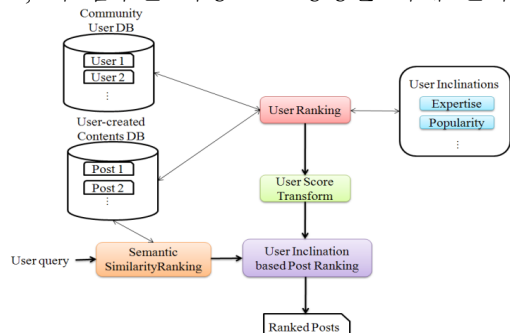 Community
User DB
User 1
User 2
⋮
User-created
Contents DB
Post 1
Post 2
⋮
User Ranking
User Inclinations
Expertise
Popularity
⋮
User Score
Transform
User query
Semantic
SimilarityRanking
User Inclination
based Post Ranking
Ranked Posts